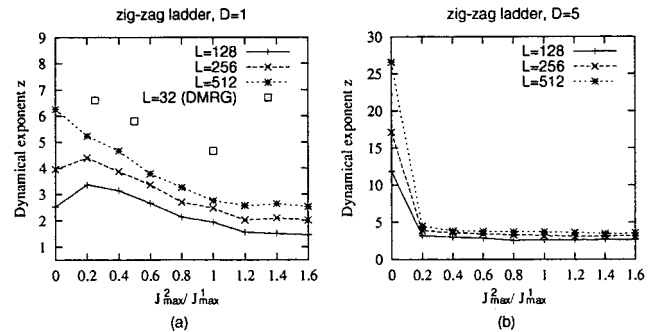 zig-zag ladder, D=1
9
8
7
6
5
4
3
2
1
Dynamical exponent z
L=128
L=256
L=512
L=32 (DMRG)
0 0.2 0.4 0.6 0.8 1 1.2 1.4 1.6
J²max/ J¹max
(a)
zig-zag ladder, D=5
30
25
20
15
10
5
0
Dynamical exponent z
L=128
L=256
L=512
0 0.2 0.4 0.6 0.8 1 1.2 1.4 1.6
J²max/ J¹max
(b)